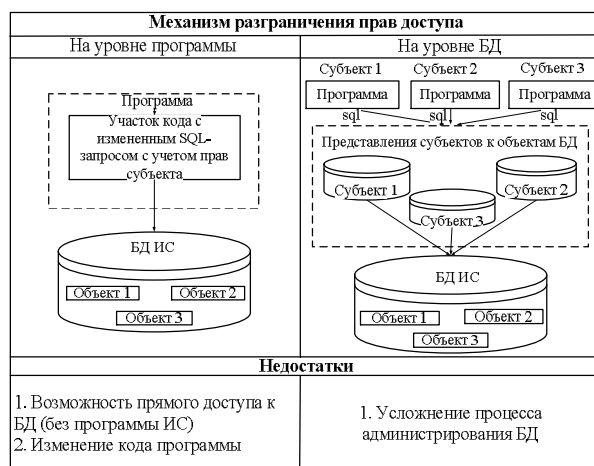 Механизм разграничения прав доступа
На уровне программы
Программа
Участок кода с
измененным SQL-
запросом с учетом прав
субъекта
БД ИС
Объект 1
Объект 2
Объект 3
На уровне БД
Субъект 1
Субъект 2
Субъект 3
Программа
Программа
Программа
sql
sql
sql
Представления субъектов к объектам БД
Субъект 1
Субъект 2
Субъект 3
БД ИС
Объект 1
Объект 2
Объект 3
Недостатки
1. Возможность прямого доступа к
БД (без программы ИС)
2. Изменение кода программы
1. Усложнение процесса
администрирования БД